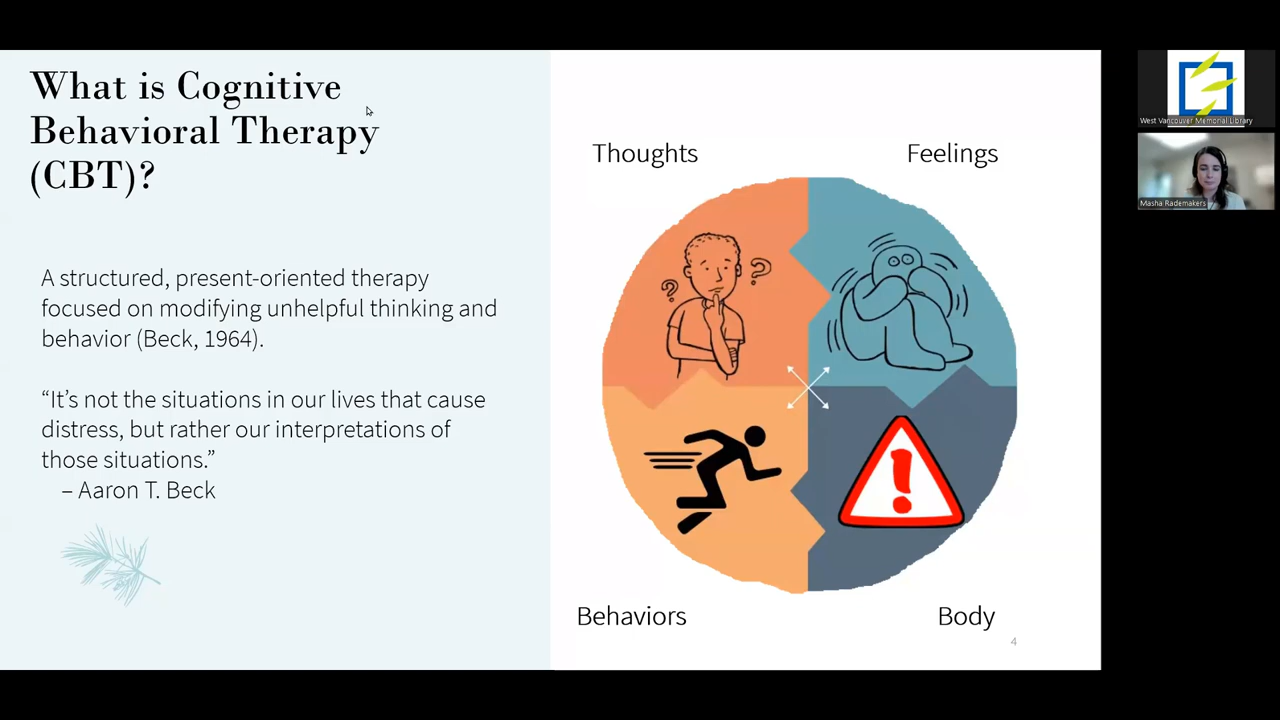 What is Cognitive
Behavioral Therapy
(CBT)?
A structured, present-oriented therapy
focused on modifying unhelpful thinking and
behavior (Beck, 1964).
“It’s not the situations in our lives that cause
distress, but rather our interpretations of
those situations.”
– Aaron T. Beck
Thoughts
Feelings
?
?
!
Behaviors
Body
4
West Vancouver Memorial Library
Masha Rademakers